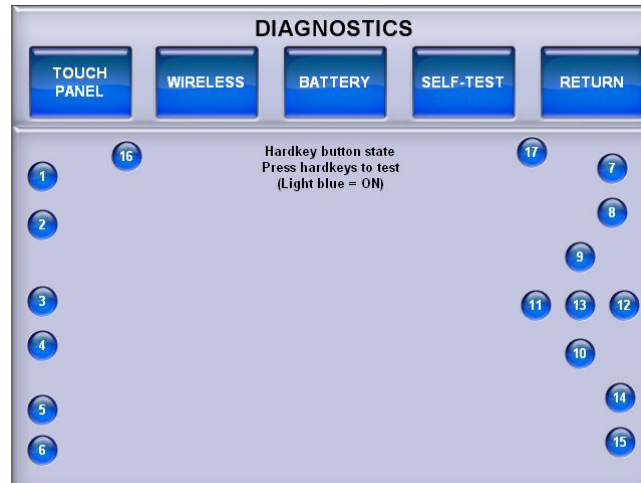 DIAGNOSTICS
TOUCH
PANEL
WIRELESS
BATTERY
SELF-TEST
RETURN
Hardkey button state
Press hardkeys to test
(Light blue = ON)
16
17
1
7
2
8
9
3
11
13
12
4
10
5
14
6
15